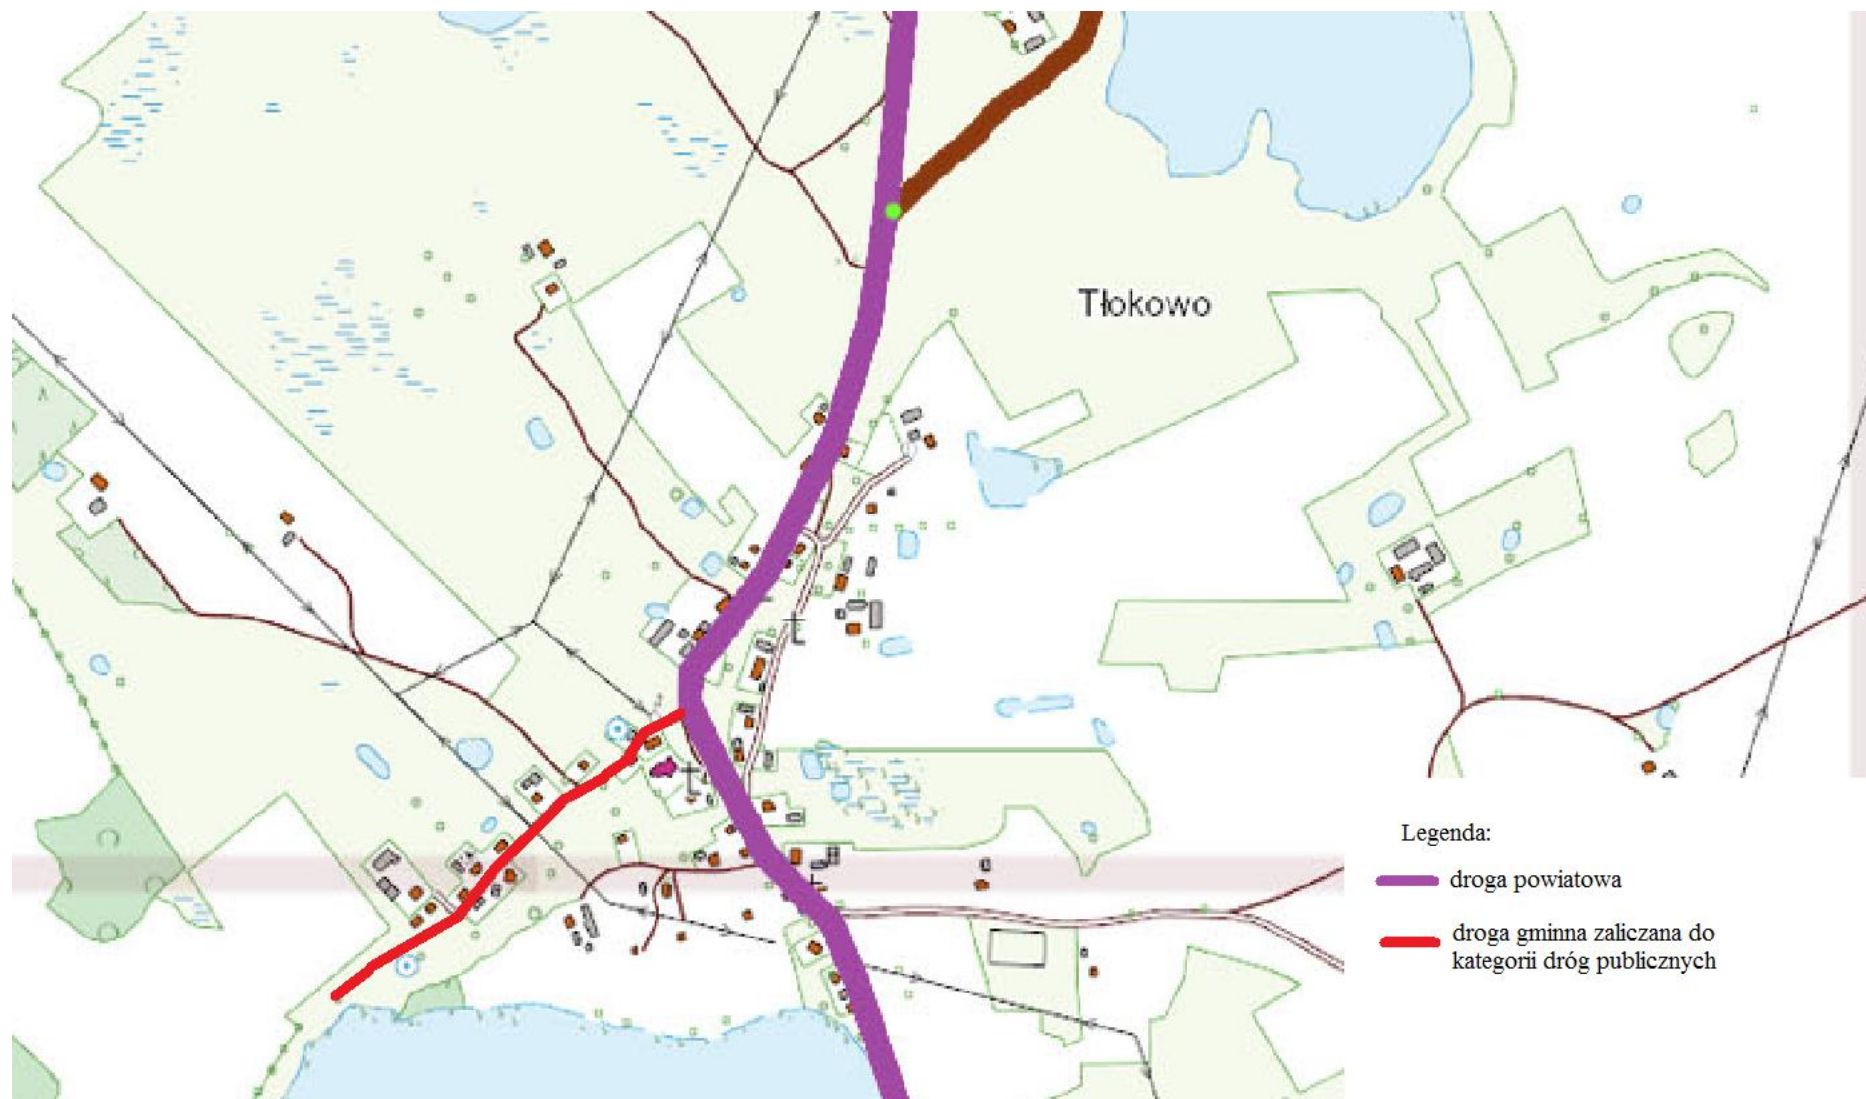 Tłokowo
Legenda:
droga powiatowa
droga gminna zaliczana do
kategorii dróg publicznych